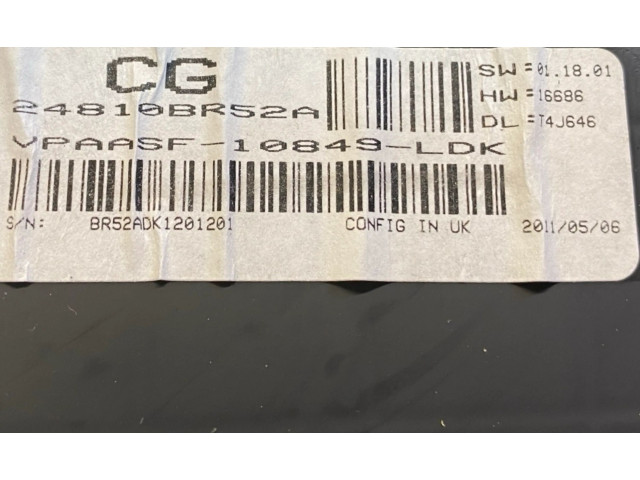 CG
24810BR52A
VPAASF-10849-LDK
SW =01.18.01
HW =16686
DL =T4J646
S/N: BR52ADK1201201 CONFIG IN UK 2011/05/06